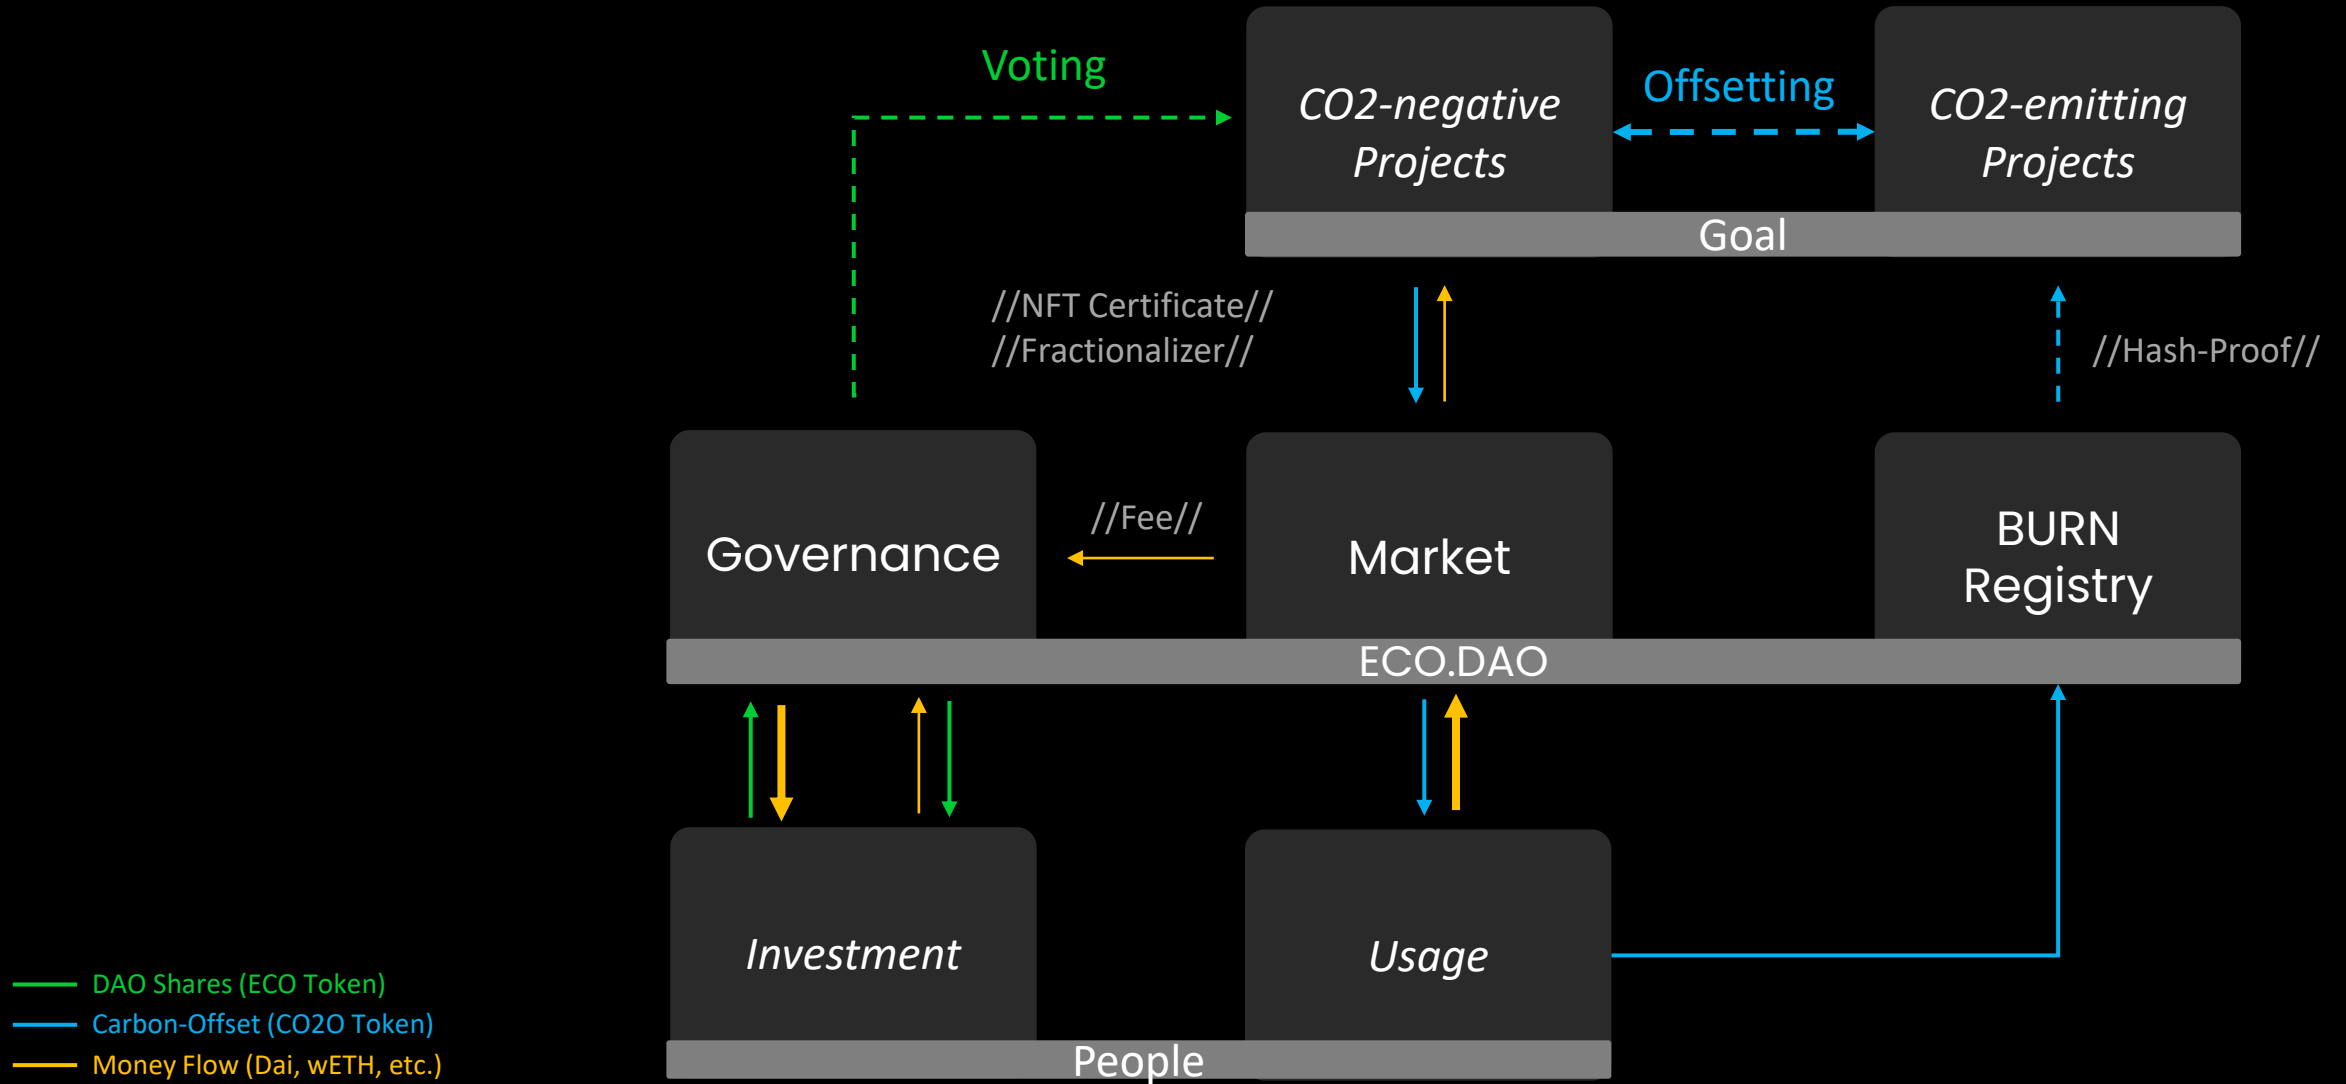 Voting
CO2-negative
Projects
Offsetting
CO2-emitting
Projects
Goal
//NFT Certificate//
//Fractionalizer//
//Hash-Proof//
Governance
//Fee//
Market
BURN
Registry
ECO.DAO
Investment
Usage
People
DAO Shares (ECO Token)
Carbon-Offset (CO2O Token)
Money Flow (Dai, wETH, etc.)